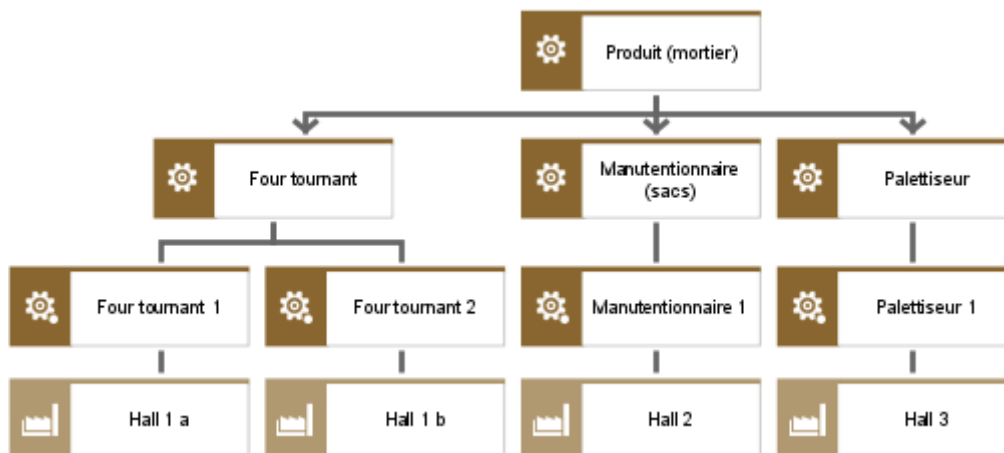 Produit (mortier)
Four tournant
Manutentionnaire
(sacs)
Palettiseur
Four tournant 1
Four tournant 2
Manutentionnaire 1
Palettiseur 1
Hall 1 a
Hall 1 b
Hall 2
Hall 3